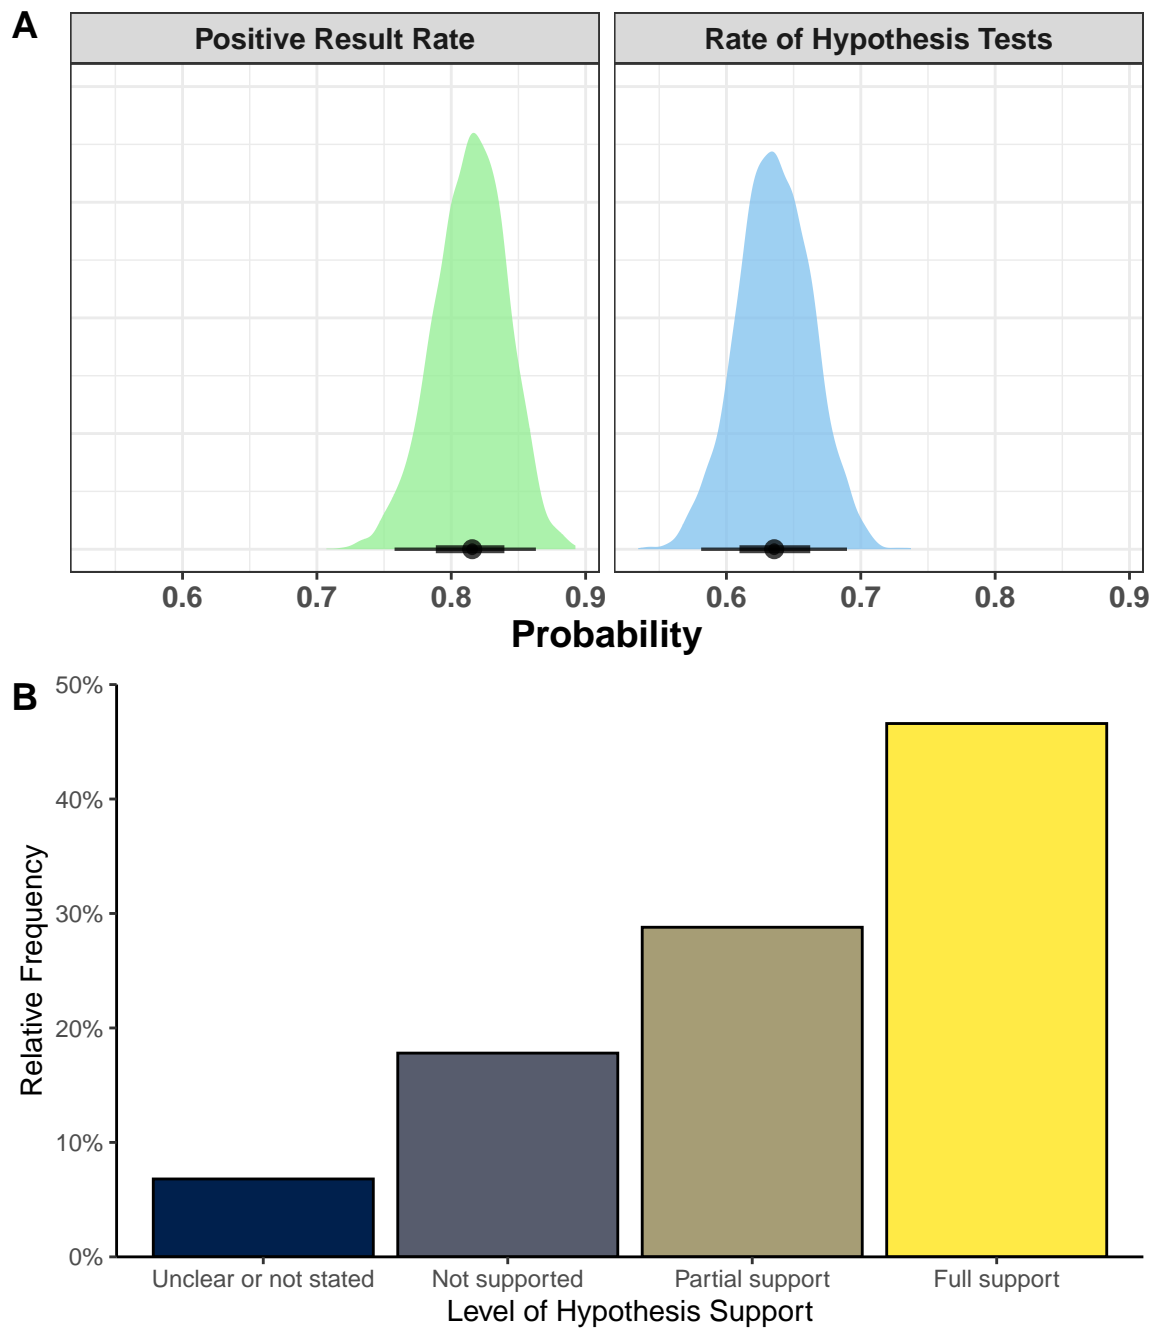 A
Positive Result Rate
Rate of Hypothesis Tests
0.6 0.7 0.8 0.9
0.6 0.7 0.8 0.9
Probability
B
50%
40%
30%
20%
10%
0%
Relative Frequency
Unclear or not stated
Not supported
Partial support
Full support
Level of Hypothesis Support